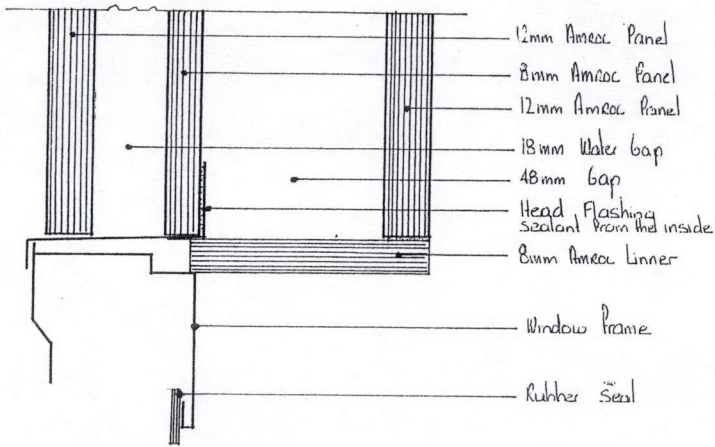 12mm Amroc Panel
8mm Amroc Panel
12mm Amroc Panel
18mm Water Gap
48mm Gap
Head Flashing
Sealant from the inside
8mm Amroc Linner
Window Frame
Rubber Seal